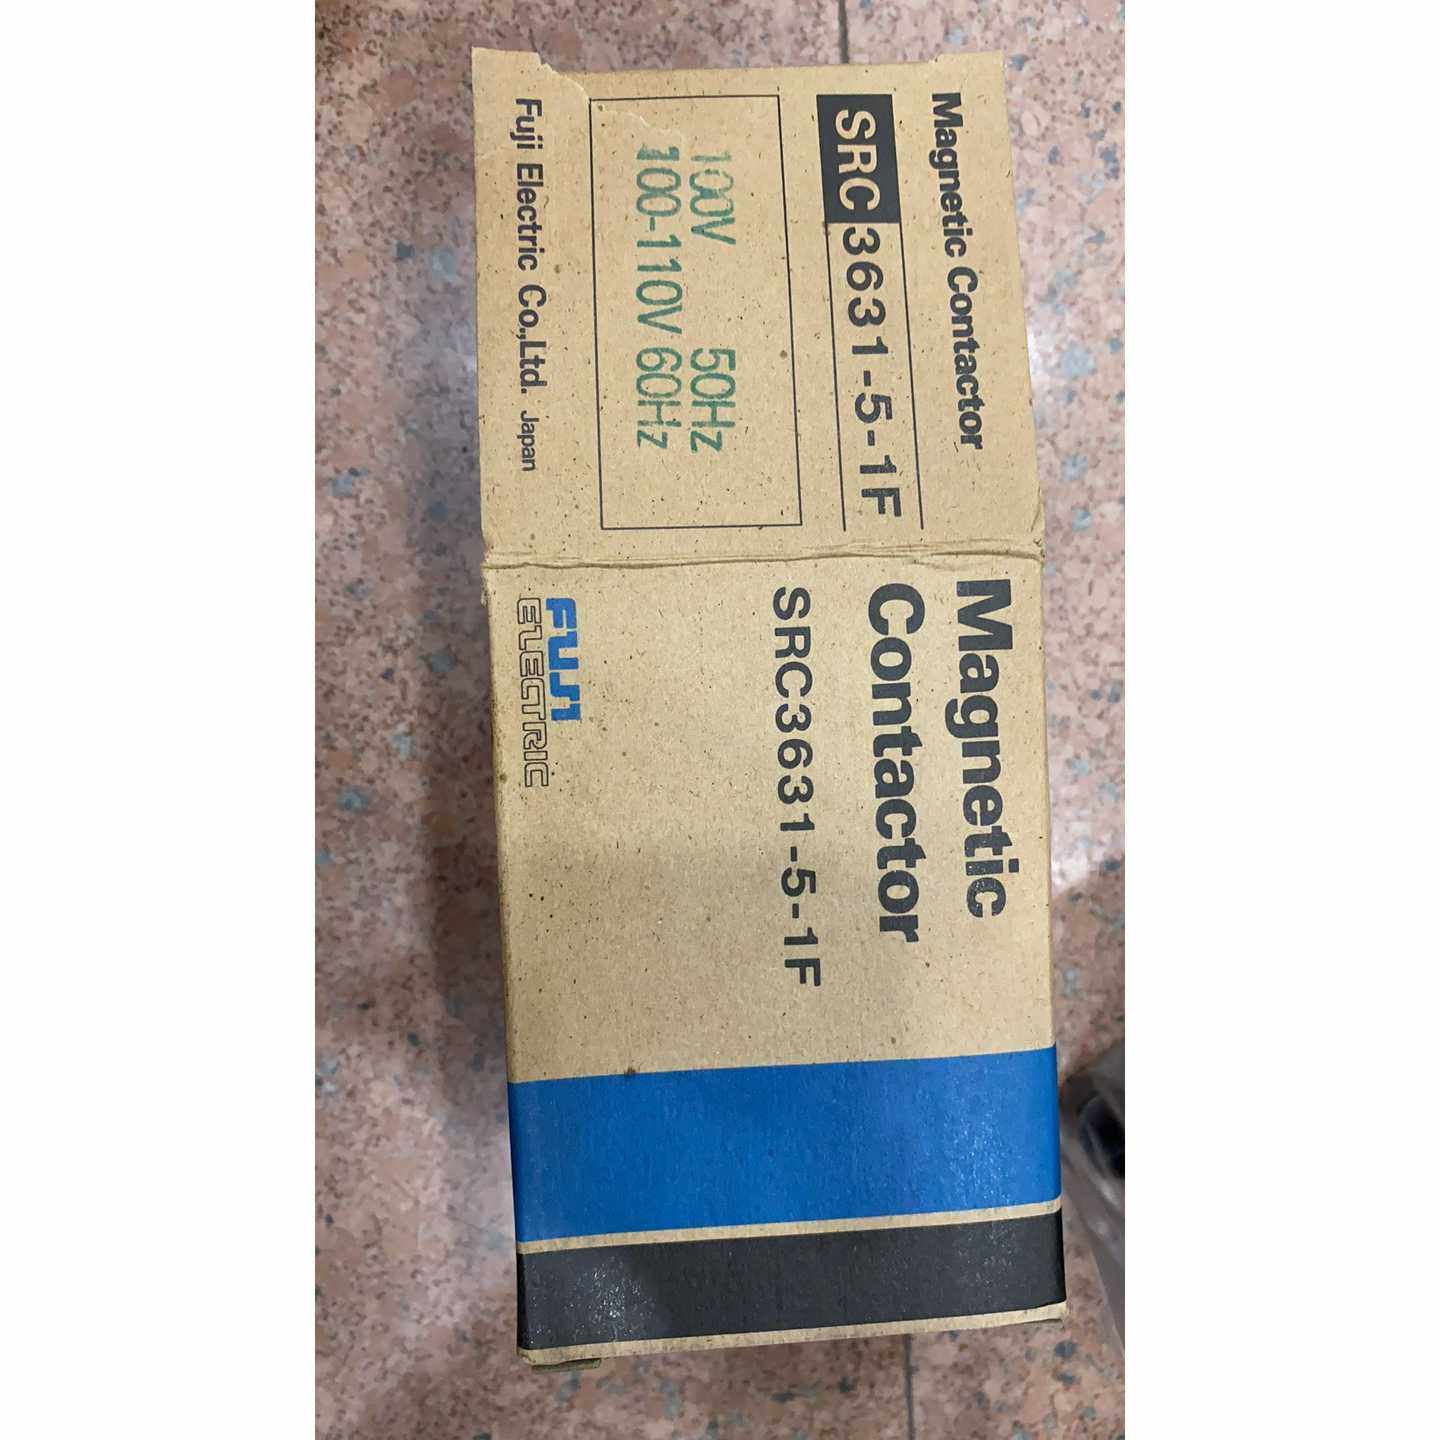 Magnetic Contactor
SRC 3631-5-1F
100V 50Hz
100-110V 60Hz
Fuji Electric Co.,Ltd. Japan
Magnetic
Contactor
SRC3631-5-1F
FUJI
ELECTRIC